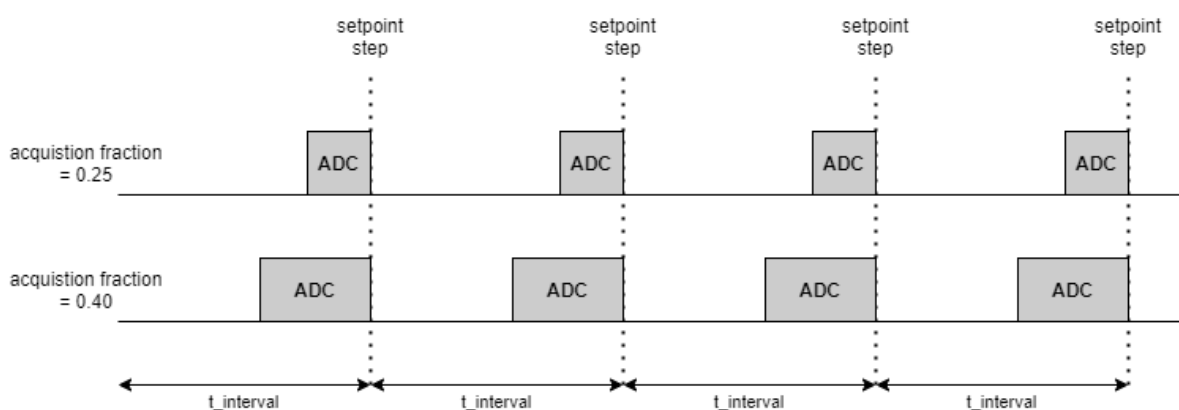 setpoint
step
setpoint
step
setpoint
step
setpoint
step
acquistion fraction
= 0.25
ADC
ADC
ADC
ADC
acquistion fraction
= 0.40
ADC
ADC
ADC
ADC
t_interval
t_interval
t_interval
t_interval